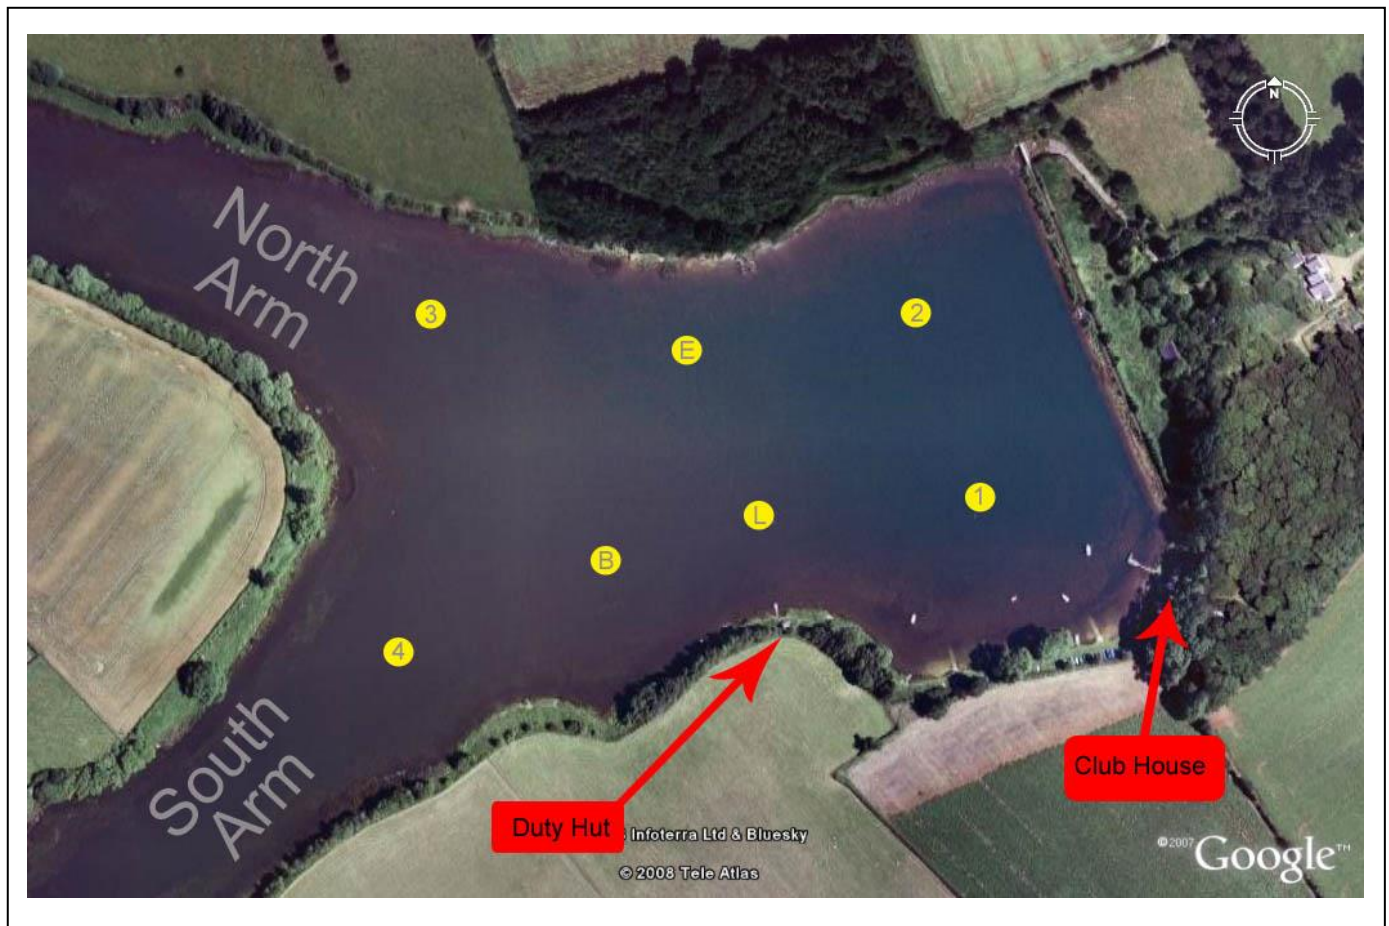 N
North
Arm
3
E
2
L
1
B
4
South
Arm
Duty Hut
Club House
Infoterra Ltd & Bluesky
© 2008 Tele Atlas
©2007 Google™